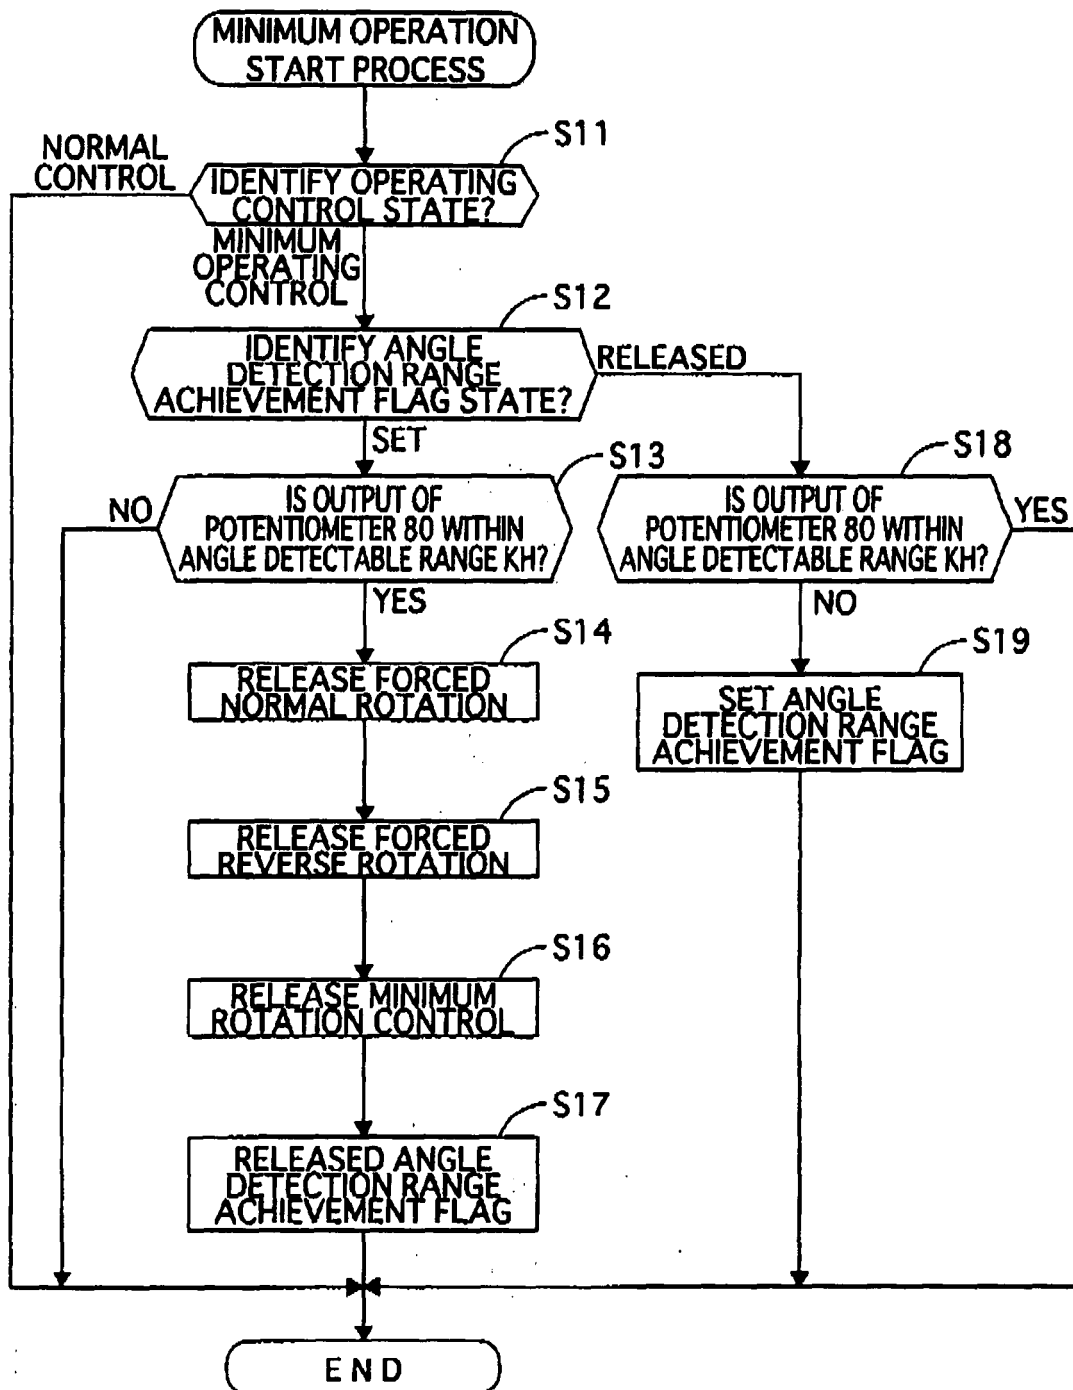 MINIMUM OPERATION
START PROCESS
S11
NORMAL
CONTROL
IDENTIFY OPERATING
CONTROL STATE?
MINIMUM
OPERATING
CONTROL
S12
IDENTIFY ANGLE
DETECTION RANGE
ACHIEVEMENT FLAG STATE?
RELEASED
SET
S13
S18
NO
IS OUTPUT OF
POTENTIOMETER 80 WITHIN
ANGLE DETECTABLE RANGE KH?
IS OUTPUT OF
POTENTIOMETER 80 WITHIN
ANGLE DETECTABLE RANGE KH?
YES
YES
NO
S14
RELEASE FORCED
NORMAL ROTATION
S19
SET ANGLE
DETECTION RANGE
ACHIEVEMENT FLAG
S15
RELEASE FORCED
REVERSE ROTATION
S16
RELEASE MINIMUM
ROTATION CONTROL
S17
RELEASED ANGLE
DETECTION RANGE
ACHIEVEMENT FLAG
END